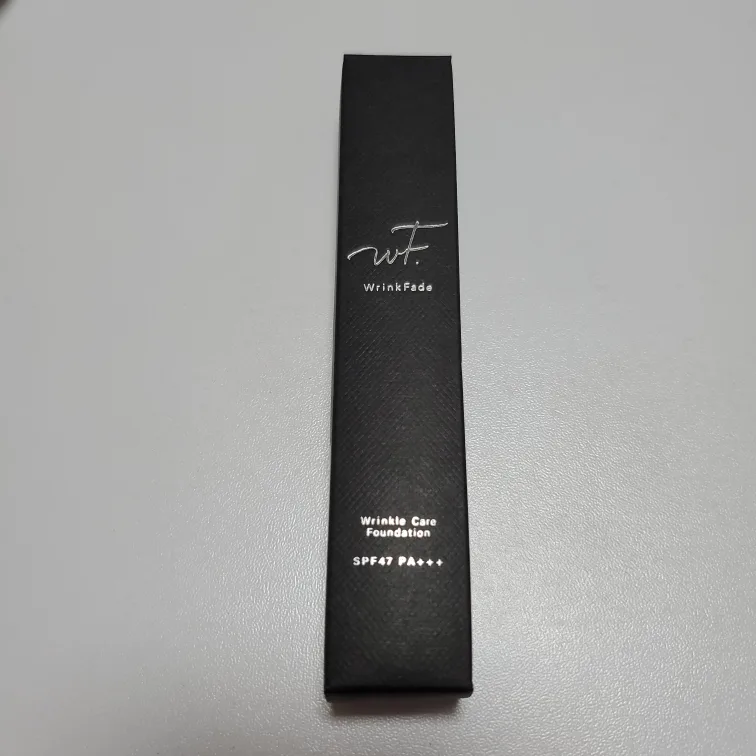 WF.
WrinkFade
Wrinkle Care
Foundation
SPF47 PA+++